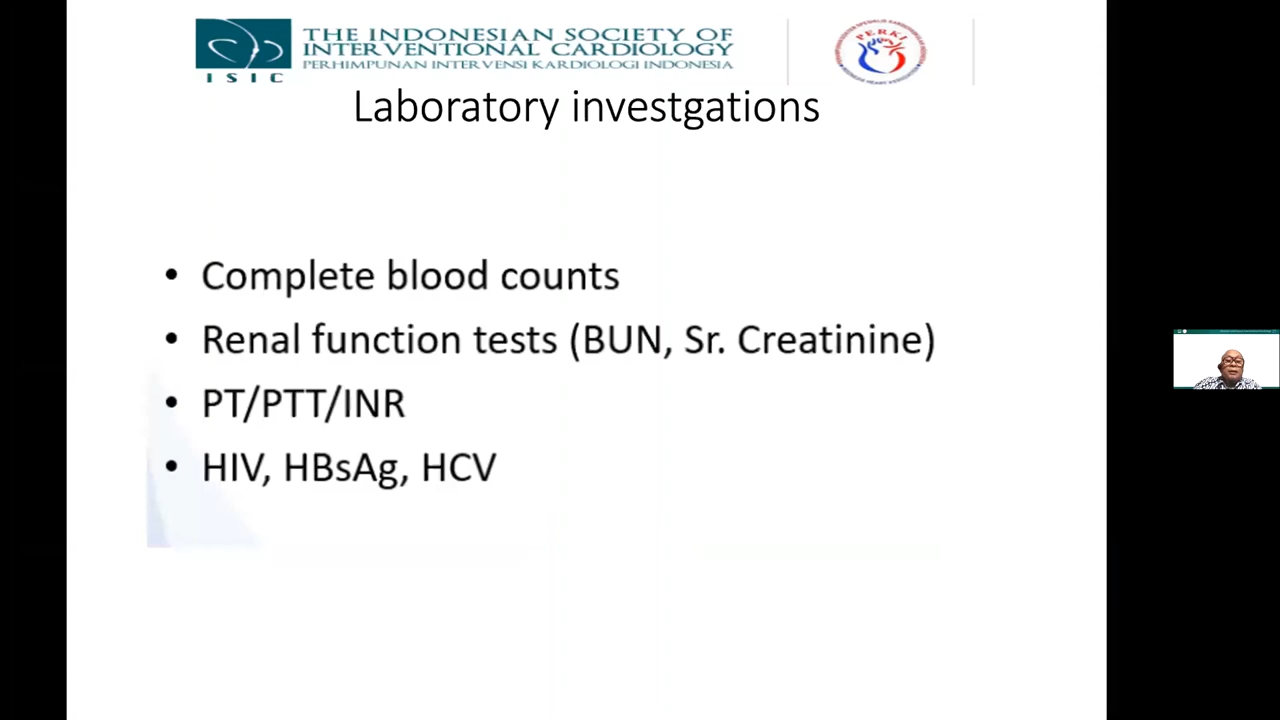 THE INDONESIAN SOCIETY OF
INTERVENTIONAL CARDIOLOGY
PERHIMPUNAN INTERVENSI KARDIOLOGI INDONESIA
ISIC
PERKI
Laboratory investgations
• Complete blood counts
• Renal function tests (BUN, Sr. Creatinine)
• PT/PTT/INR
• HIV, HBsAg, HCV